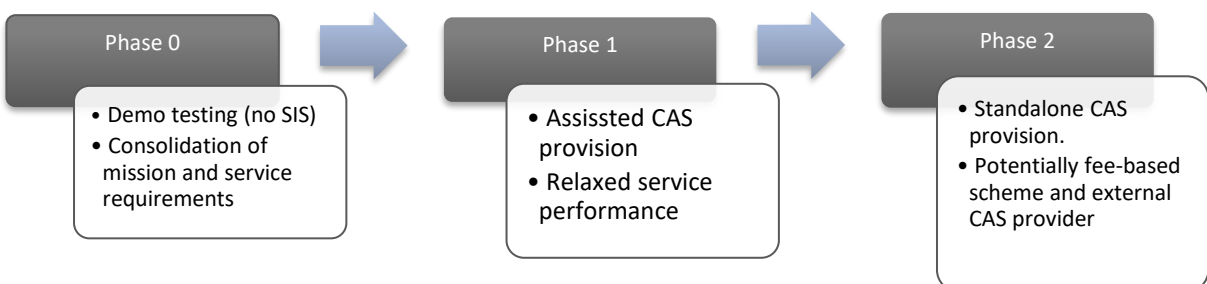 Phase 0
• Demo testing (no SIS)
• Consolidation of
mission and service
requirements
Phase 1
• Assissted CAS
provision
• Relaxed service
performance
Phase 2
• Standalone CAS
provision.
• Potentially fee-based
scheme and external
CAS provider